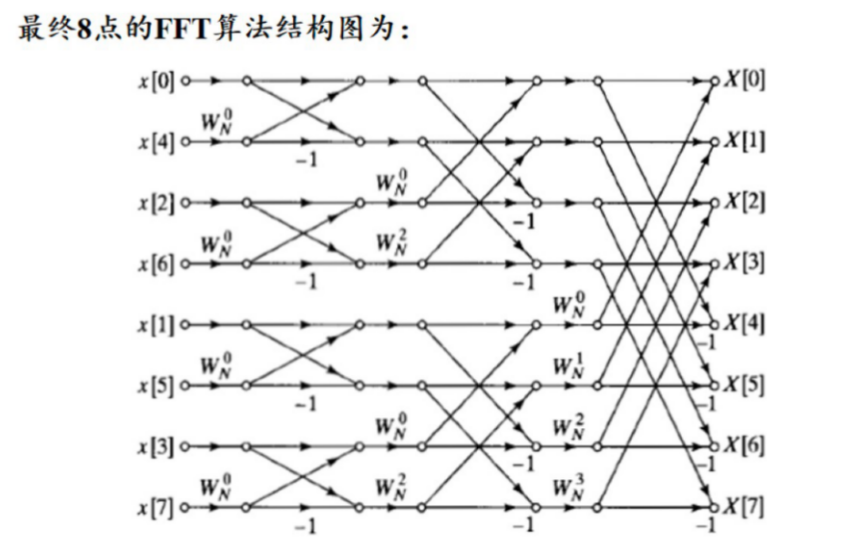 最终8点的FFT算法结构图为：
x[0] X[0]
W_N^0
x[4] -1 X[1]
W_N^0
x[2] -1 X[2]
W_N^0 W_N^2
x[6] -1 -1 X[3]
W_N^0
x[1] X[4]
-1
W_N^0 W_N^1
x[5] -1 X[5]
-1
W_N^0 W_N^2
x[3] -1 X[6]
-1
W_N^0 W_N^2 W_N^3
x[7] X[7]
-1 -1 -1